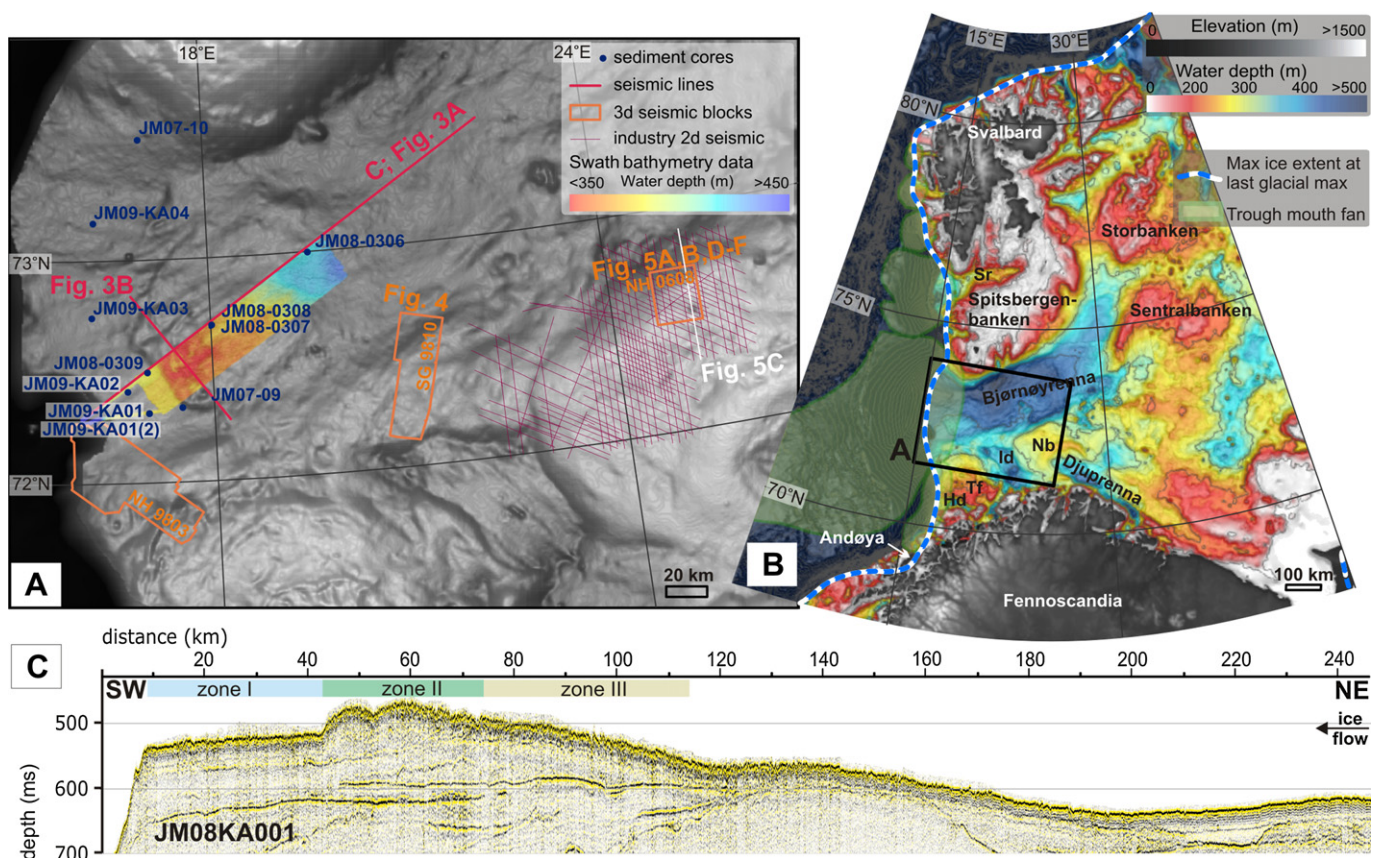 18°E
24°E
sediment cores
seismic lines
3d seismic blocks
industry 2d seismic
Swath bathymetry data
<350 Water depth (m) >450
JM07-10
C; Fig. 3A
JM09-KA04
JM08-0306
73°N
Fig. 3B
Fig. 4
Fig. 5A,B,D-F
NH 0608
JM09-KA03
JM08-0308
JM08-0307
SG 9810
Fig. 5C
JM08-0309
JM09-KA02
JM07-09
JM09-KA01
JM09-KA01(2)
72°N
NH 9803
A
20 km
15°E
30°E
Elevation (m)
0 >1500
Water depth (m)
0 200 300 400 >500
Max ice extent at
last glacial max
Trough mouth fan
80°N
Svalbard
Storbanken
Sr
75°N
Spitsbergen-
banken
Sentralbanken
Bjørnøyrenna
A
Nb
Id
Djuprenna
70°N
Tf
Hd
Andøya
B
100 km
Fennoscandia
C
distance (km)
20 40 60 80 100 120 140 160 180 200 220 240
SW zone I zone II zone III NE
500
ice
flow
600
depth (ms)
JM08KA001
700